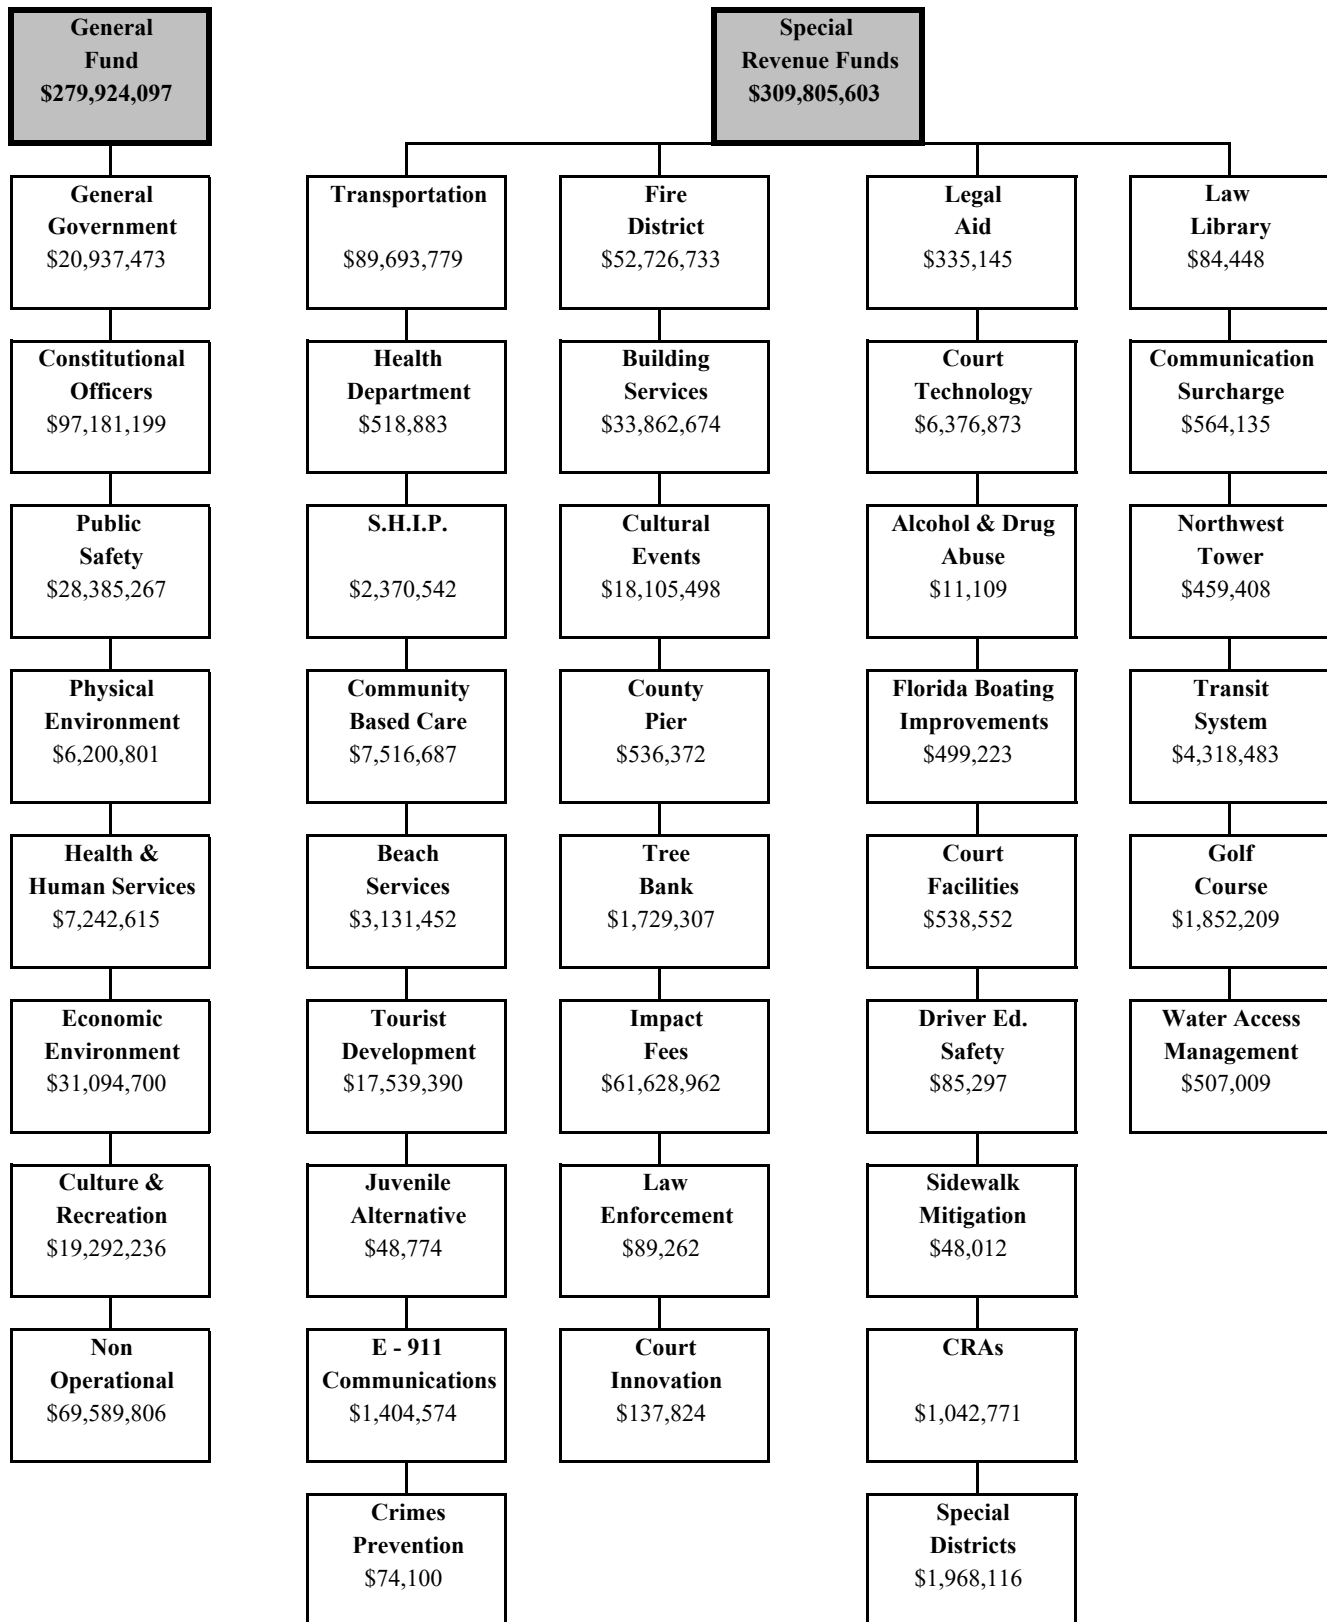 General
Fund
$279,924,097
Special
Revenue Funds
$309,805,603
General
Government
$20,937,473
Transportation
$89,693,779
Fire
District
$52,726,733
Legal
Aid
$335,145
Law
Library
$84,448
Constitutional
Officers
$97,181,199
Health
Department
$518,883
Building
Services
$33,862,674
Court
Technology
$6,376,873
Communication
Surcharge
$564,135
Public
Safety
$28,385,267
S.H.I.P.
$2,370,542
Cultural
Events
$18,105,498
Alcohol & Drug
Abuse
$11,109
Northwest
Tower
$459,408
Physical
Environment
$6,200,801
Community
Based Care
$7,516,687
County
Pier
$536,372
Florida Boating
Improvements
$499,223
Transit
System
$4,318,483
Health &
Human Services
$7,242,615
Beach
Services
$3,131,452
Tree
Bank
$1,729,307
Court
Facilities
$538,552
Golf
Course
$1,852,209
Economic
Environment
$31,094,700
Tourist
Development
$17,539,390
Impact
Fees
$61,628,962
Driver Ed.
Safety
$85,297
Water Access
Management
$507,009
Culture &
Recreation
$19,292,236
Juvenile
Alternative
$48,774
Law
Enforcement
$89,262
Sidewalk
Mitigation
$48,012
Non
Operational
$69,589,806
E - 911
Communications
$1,404,574
Court
Innovation
$137,824
CRAs
$1,042,771
Crimes
Prevention
$74,100
Special
Districts
$1,968,116